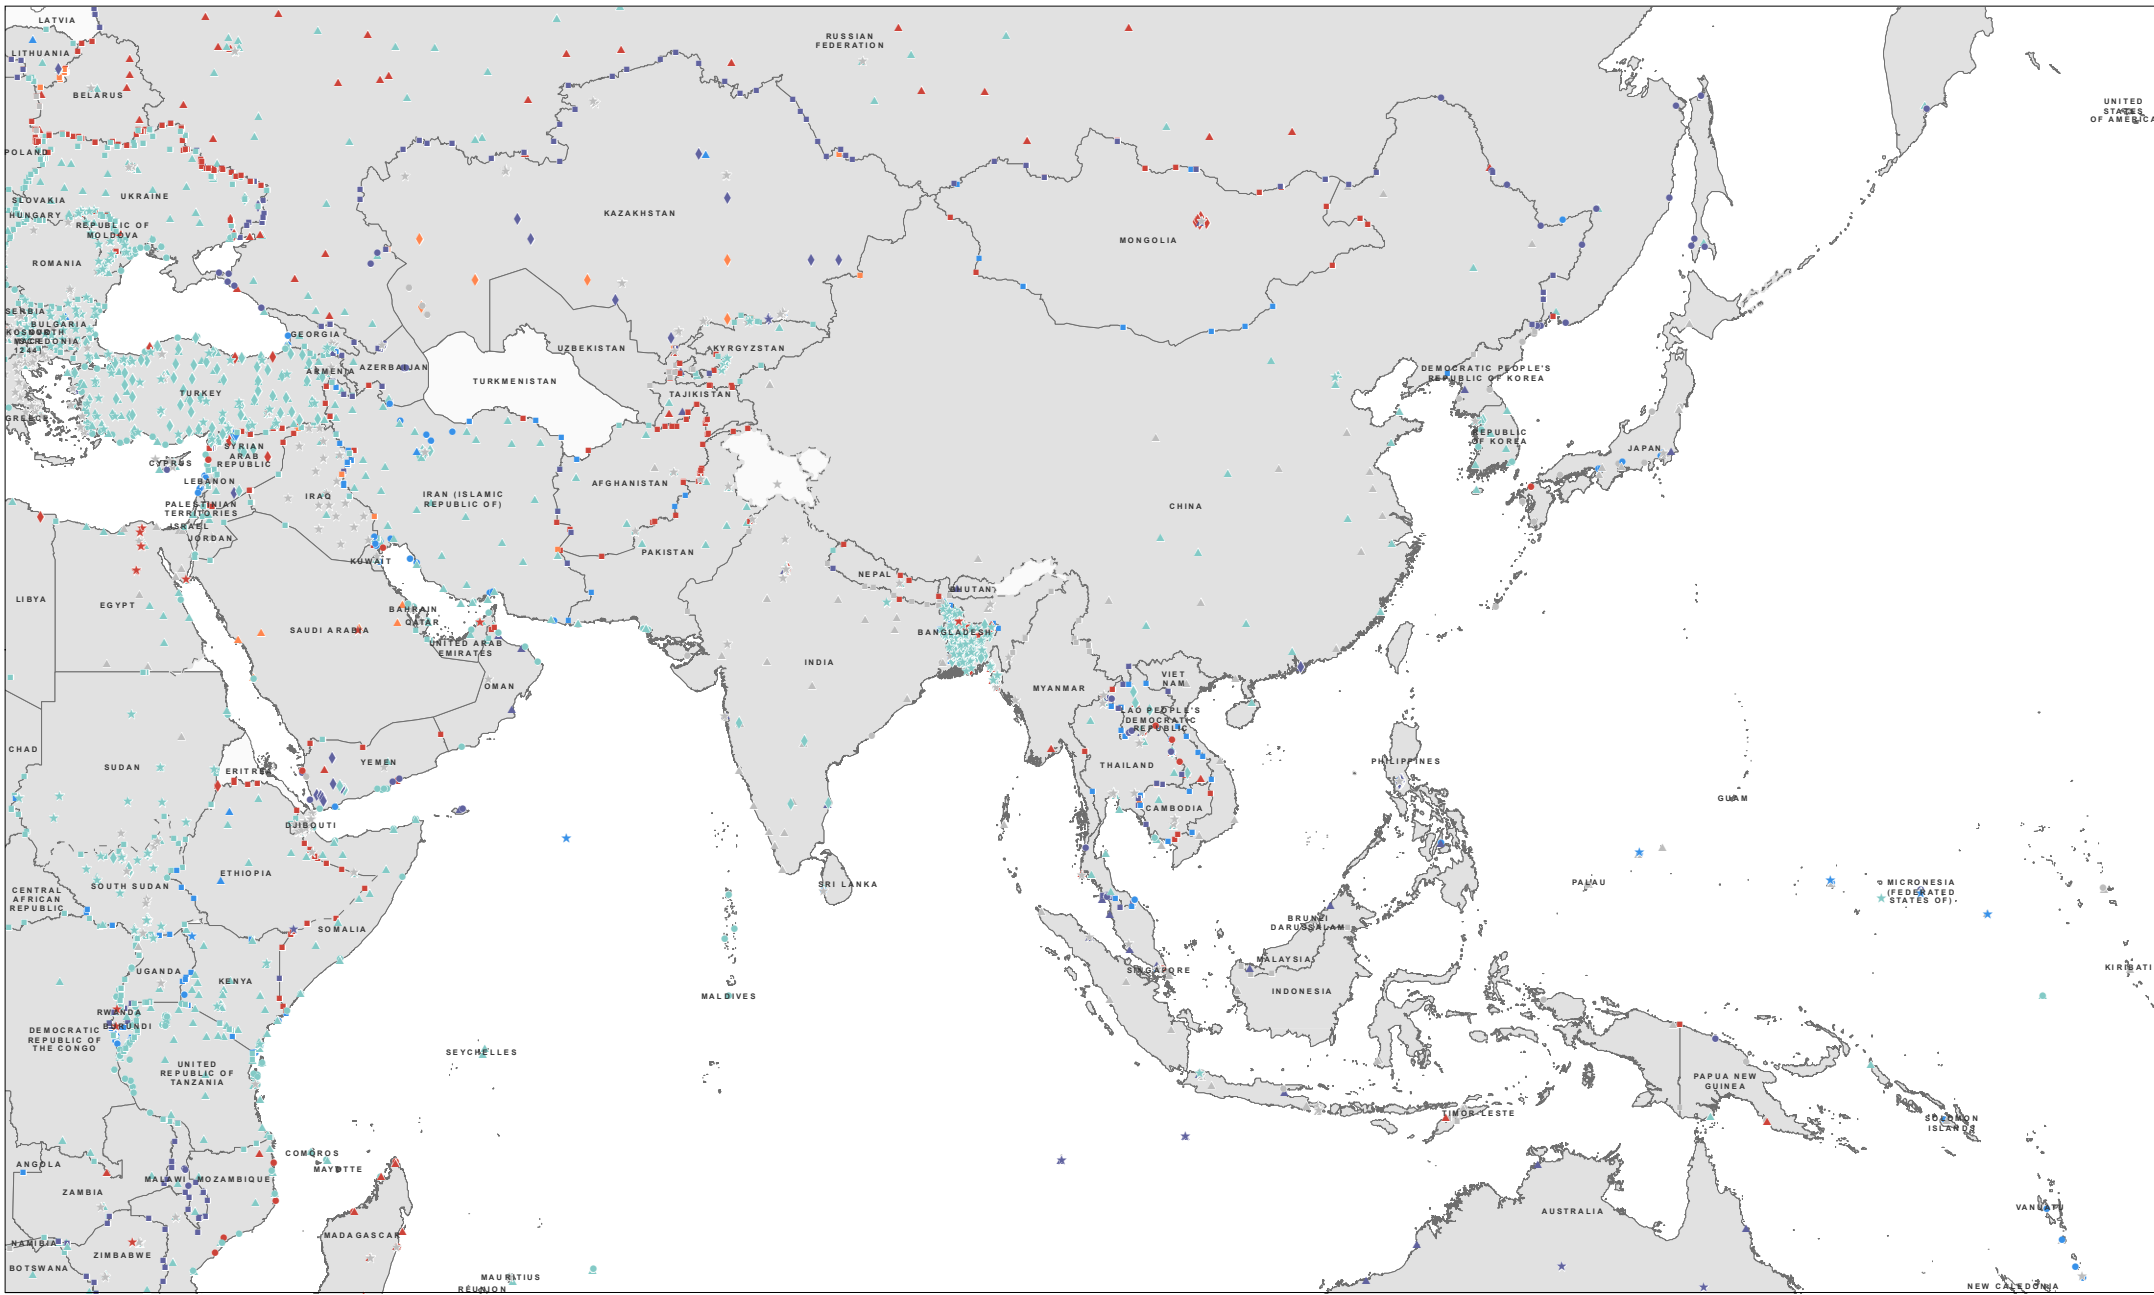 LATVIA
LITHUANIA
BELARUS
POLAND
UKRAINE
SLOVAKIA
HUNGARY
REPUBLIC OF
MOLDOVA
ROMANIA
SERBIA
BULGARIA
1244)
GREECE
TURKEY
CYPRUS
SYRIAN
ARAB
REPUBLIC
LEBANON
PALESTINIAN
TERRITORIES
ISRAEL
JORDAN
IRAQ
KUWAIT
GEORGIA
ARMENIA
AZERBAIJAN
RUSSIAN
FEDERATION
KAZAKHSTAN
UZBEKISTAN
TURKMENISTAN
KYRGYZSTAN
TAJIKISTAN
AFGHANISTAN
IRAN (ISLAMIC
REPUBLIC OF)
PAKISTAN
MONGOLIA
CHINA
DEMOCRATIC PEOPLE'S
REPUBLIC OF KOREA
REPUBLIC
OF KOREA
JAPAN
UNITED
STATES
OF AMERICA
LIBYA
EGYPT
SAUDI ARABIA
BAHRAIN
QATAR
UNITED ARAB
EMIRATES
OMAN
YEMEN
NEPAL
BHUTAN
BANGLADESH
INDIA
MYANMAR
VIET
NAM
LAO PEOPLE'S
DEMOCRATIC
REPUBLIC
THAILAND
CAMBODIA
PHILIPPINES
GUAM
CHAD
SUDAN
ERITREA
DJIBOUTI
ETHIOPIA
SOUTH SUDAN
CENTRAL
AFRICAN
REPUBLIC
SOMALIA
UGANDA
KENYA
RWANDA
BURUNDI
DEMOCRATIC
REPUBLIC OF
THE CONGO
UNITED
REPUBLIC OF
TANZANIA
SRI LANKA
MALDIVES
SEYCHELLES
PALAU
MICRONESIA
(FEDERATED
STATES OF)
BRUNEI
DARUSSALAM
MALAYSIA
SINGAPORE
INDONESIA
KIRIBATI
PAPUA NEW
GUINEA
TIMOR-LESTE
SOLOMON
ISLANDS
COMOROS
MAYOTTE
ANGOLA
ZAMBIA
MALAWI
MOZAMBIQUE
MADAGASCAR
NAMIBIA
ZIMBABWE
BOTSWANA
MAURITIUS
RÉUNION
AUSTRALIA
VANUATU
NEW CALEDONIA